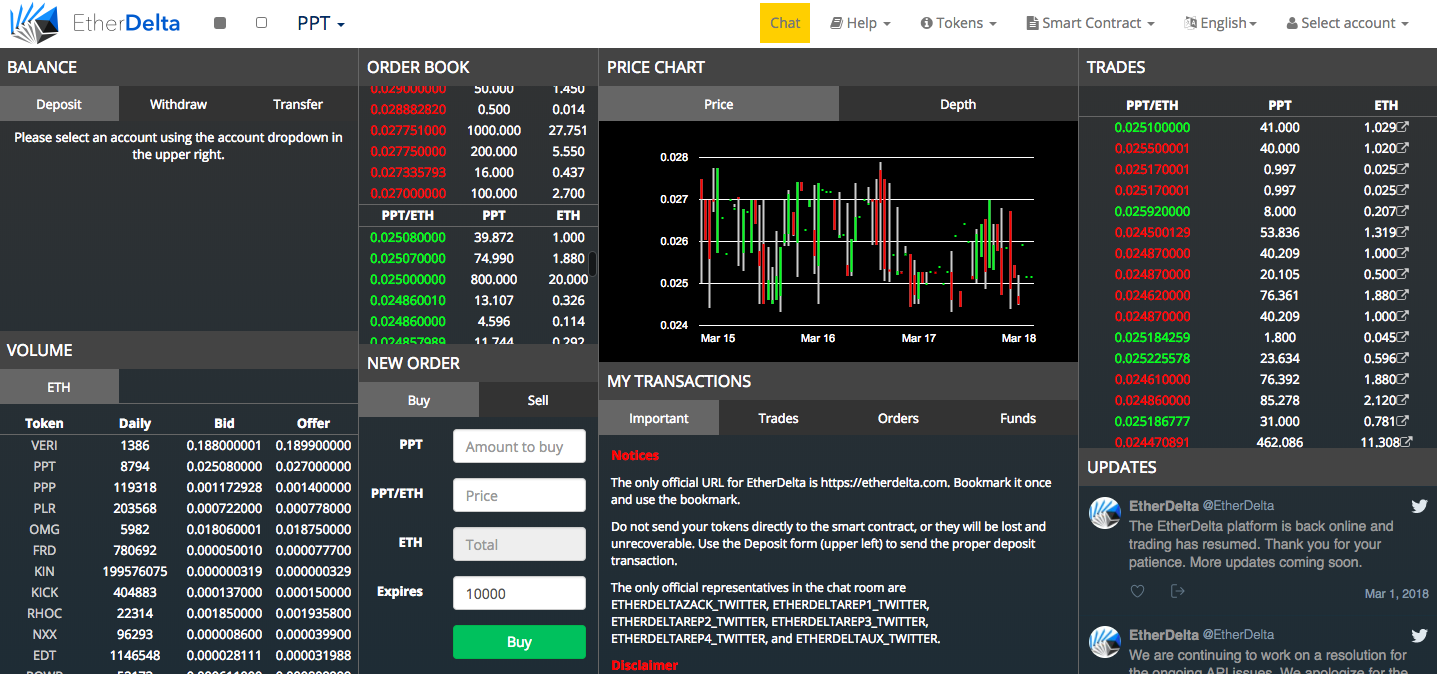 EtherDelta PPT Chat Help Tokens Smart Contract English Select account
BALANCE
Deposit Withdraw Transfer
Please select an account using the account dropdown in
the upper right.
VOLUME
ETH
Token Daily Bid Offer
VERI 1386 0.188000001 0.189900000
PPT 8794 0.025080000 0.027000000
PPP 119318 0.001172928 0.001400000
PLR 203568 0.000722000 0.000778000
OMG 5982 0.018060001 0.018750000
FRD 780692 0.000050010 0.000077700
KIN 199576075 0.000000319 0.000000329
KICK 404883 0.000137000 0.000150000
RHOC 22314 0.001850000 0.001935800
NXX 96293 0.000008600 0.000039900
EDT 1146548 0.000028111 0.000031988
ORDER BOOK
0.029000000 50.000 1.450
0.028882820 0.500 0.014
0.027751000 1000.000 27.751
0.027750000 200.000 5.550
0.027335793 16.000 0.437
0.027000000 100.000 2.700
PPT/ETH PPT ETH
0.025080000 39.872 1.000
0.025070000 74.990 1.880
0.025000000 800.000 20.000
0.024860010 13.107 0.326
0.024860000 4.596 0.114
0.024857989 11.744 0.292
NEW ORDER
Buy Sell
PPT Amount to buy
PPT/ETH Price
ETH Total
Expires 10000
Buy
PRICE CHART
Price Depth
0.028
0.027
0.026
0.025
0.024
Mar 15 Mar 16 Mar 17 Mar 18
MY TRANSACTIONS
Important Trades Orders Funds
Notices
The only official URL for EtherDelta is https://etherdelta.com. Bookmark it once
and use the bookmark.
Do not send your tokens directly to the smart contract, or they will be lost and
unrecoverable. Use the Deposit form (upper left) to send the proper deposit
transaction.
The only official representatives in the chat room are
ETHERDELTAZACK_TWITTER, ETHERDELTAREP1_TWITTER,
ETHERDELTAREP2_TWITTER, ETHERDELTAREP3_TWITTER,
ETHERDELTAREP4_TWITTER, and ETHERDELTAUX_TWITTER.
Disclaimer
TRADES
PPT/ETH PPT ETH
0.025100000 41.000 1.029
0.025500001 40.000 1.020
0.025170001 0.997 0.025
0.025170001 0.997 0.025
0.025920000 8.000 0.207
0.024500129 53.836 1.319
0.024870000 40.209 1.000
0.024870000 20.105 0.500
0.024620000 76.361 1.880
0.024870000 40.209 1.000
0.025184259 1.800 0.045
0.025225578 23.634 0.596
0.024610000 76.392 1.880
0.024860000 85.278 2.120
0.025186777 31.000 0.781
0.024470891 462.086 11.308
UPDATES
EtherDelta @EtherDelta
The EtherDelta platform is back online and
trading has resumed. Thank you for your
patience. More updates coming soon.
Mar 1, 2018
EtherDelta @EtherDelta
We are continuing to work on a resolution for
the ongoing API issues. We apologize for the